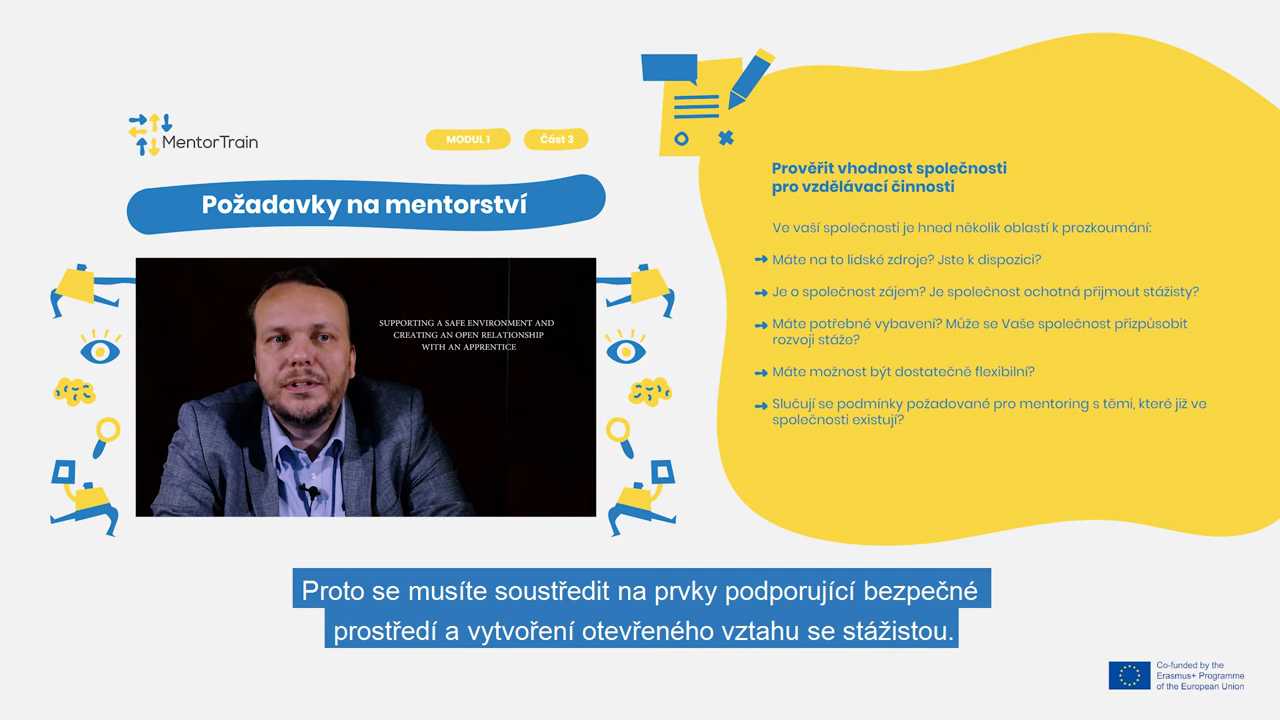 MentorTrain
MODUL 1
Část 3
Požadavky na mentorství
SUPPORTING A SAFE ENVIRONMENT AND
CREATING AN OPEN RELATIONSHIP
WITH AN APPRENTICE
Prověřit vhodnost společnosti
pro vzdělávací činnosti
Ve vaší společnosti je hned několik oblastí k prozkoumání:
Máte na to lidské zdroje? Jste k dispozici?
Je o společnost zájem? Je společnost ochotná přijmout stážisty?
Máte potřebné vybavení? Může se Vaše společnost přizpůsobit
rozvoji stáže?
Máte možnost být dostatečně flexibilní?
Slučují se podmínky požadované pro mentoring s těmi, které již ve
společnosti existují?
Proto se musíte soustředit na prvky podporující bezpečné
prostředí a vytvoření otevřeného vztahu se stážistou.
Co-funded by the
Erasmus+ Programme
of the European Union